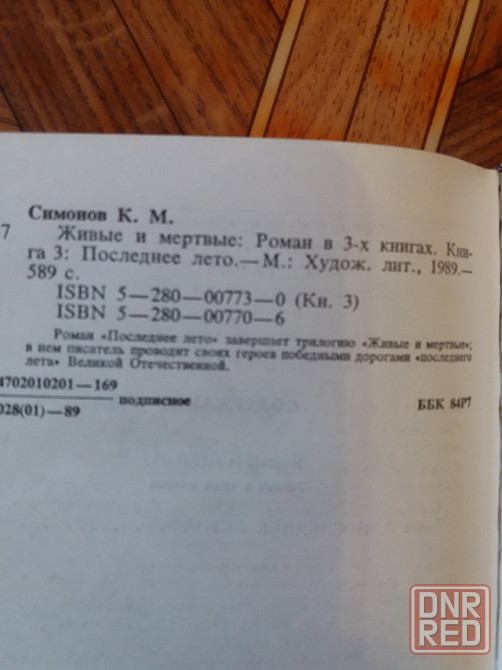 Симонов К. М.
7 Живые и мертвые: Роман в 3-х книгах. Кни-
га 3: Последнее лето.—М.: Худож. лит., 1989.—
589 с.
ISBN 5—280—00773—0 (Кн. 3)
ISBN 5—280—00770—6
Роман «Последнее лето» завершает трилогию «Живые и мертвые»;
в нем писатель проводит своих героев победными дорогами «последнего
лета» Великой Отечественной.
4702010201—169
подписное
028(01)—89
ББК 84Р7
DNR
RED